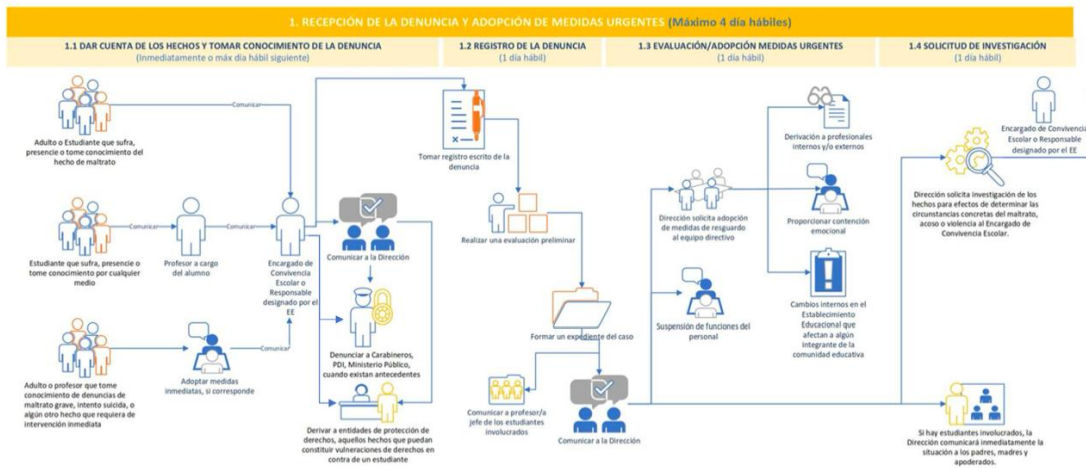 1. RECEPCIÓN DE LA DENUNCIA Y ADOPCIÓN DE MEDIDAS URGENTES (Máximo 4 día hábiles)
1.1 DAR CUENTA DE LOS HECHOS Y TOMAR CONOCIMIENTO DE LA DENUNCIA
(Inmediatamente o máx día hábil siguiente)
1.2 REGISTRO DE LA DENUNCIA
(1 día hábil)
1.3 EVALUACIÓN/ADOPCIÓN MEDIDAS URGENTES
(1 día hábil)
1.4 SOLICITUD DE INVESTIGACIÓN
(1 día hábil)
Comunicar
Adulto o Estudiante que sufra,
presencie o tome conocimiento del
hecho de maltrato
Comunicar
Comunicar
Estudiante que sufra, presencie o
tome conocimiento por cualquier
medio
Profesor a cargo
del alumno
Encargado de
Convivencia
Escolar o
Responsable
designado por el
EE
Comunicar
Adulto o profesor que tome
conocimiento de denuncias de
maltrato grave, intento suicida, o
algún otro hecho que requiera de
intervención inmediata
Adoptar medidas
inmediatas, si corresponde
Comunicar a la Dirección
Denunciar a Carabineros,
PDI, Ministerio Público,
cuando existan antecedentes
Derivar a entidades de protección de
derechos, aquellos hechos que puedan
constituir vulneraciones de derechos en
contra de un estudiante
Tomar registro escrito de la
denuncia
Realizar una evaluación preliminar
Formar un expediente del caso
Comunicar a profesor/a
jefe de los estudiantes
involucrados
Comunicar a la Dirección
Dirección solicita adopción
de medidas de resguardo
al equipo directivo
Suspensión de funciones del
personal
Derivación a profesionales
internos y/o externos
Proporcionar contención
emocional
Cambios internos en el
Establecimiento
Educacional que
afectan a algún
integrante de la
comunidad educativa
Encargado de Convivencia
Escolar o Responsable
designado por el EE
Dirección solicita investigación de los
hechos para efectos de determinar las
circunstancias concretas del maltrato,
acoso o violencia al Encargado de
Convivencia Escolar.
Si hay estudiantes involucrados, la
Dirección comunicará inmediatamente la
situación a los padres, madres y
apoderados.